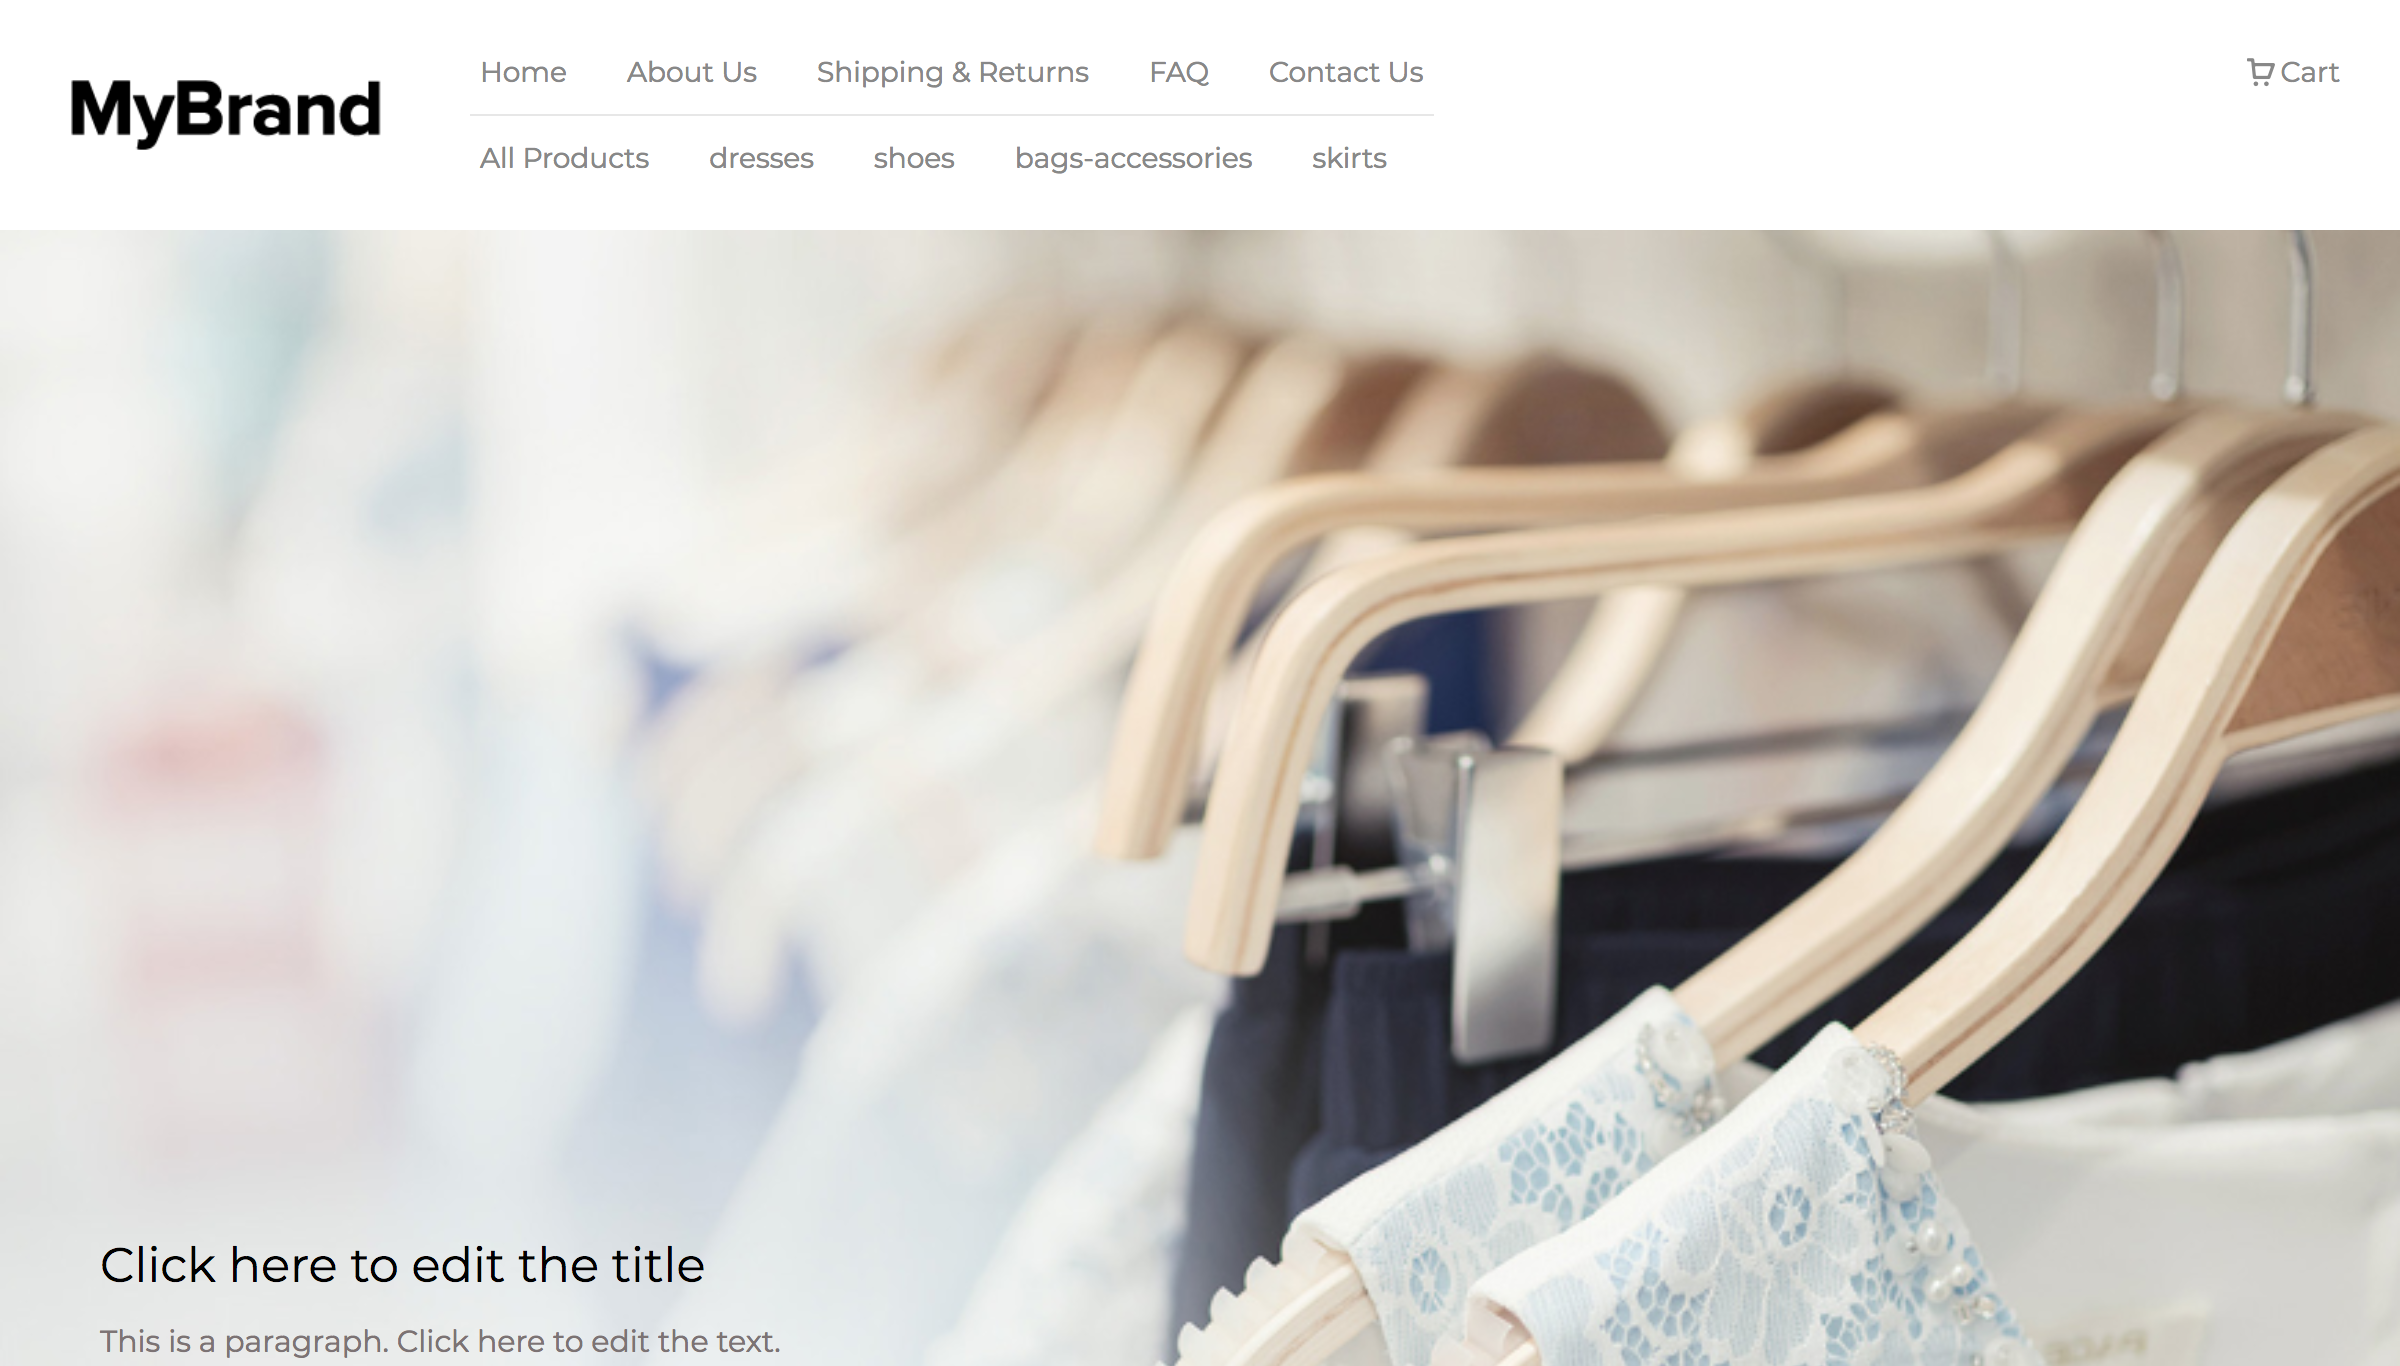 MyBrand
Home About Us Shipping & Returns FAQ Contact Us
Cart
All Products dresses shoes bags-accessories skirts
Click here to edit the title
This is a paragraph. Click here to edit the text.